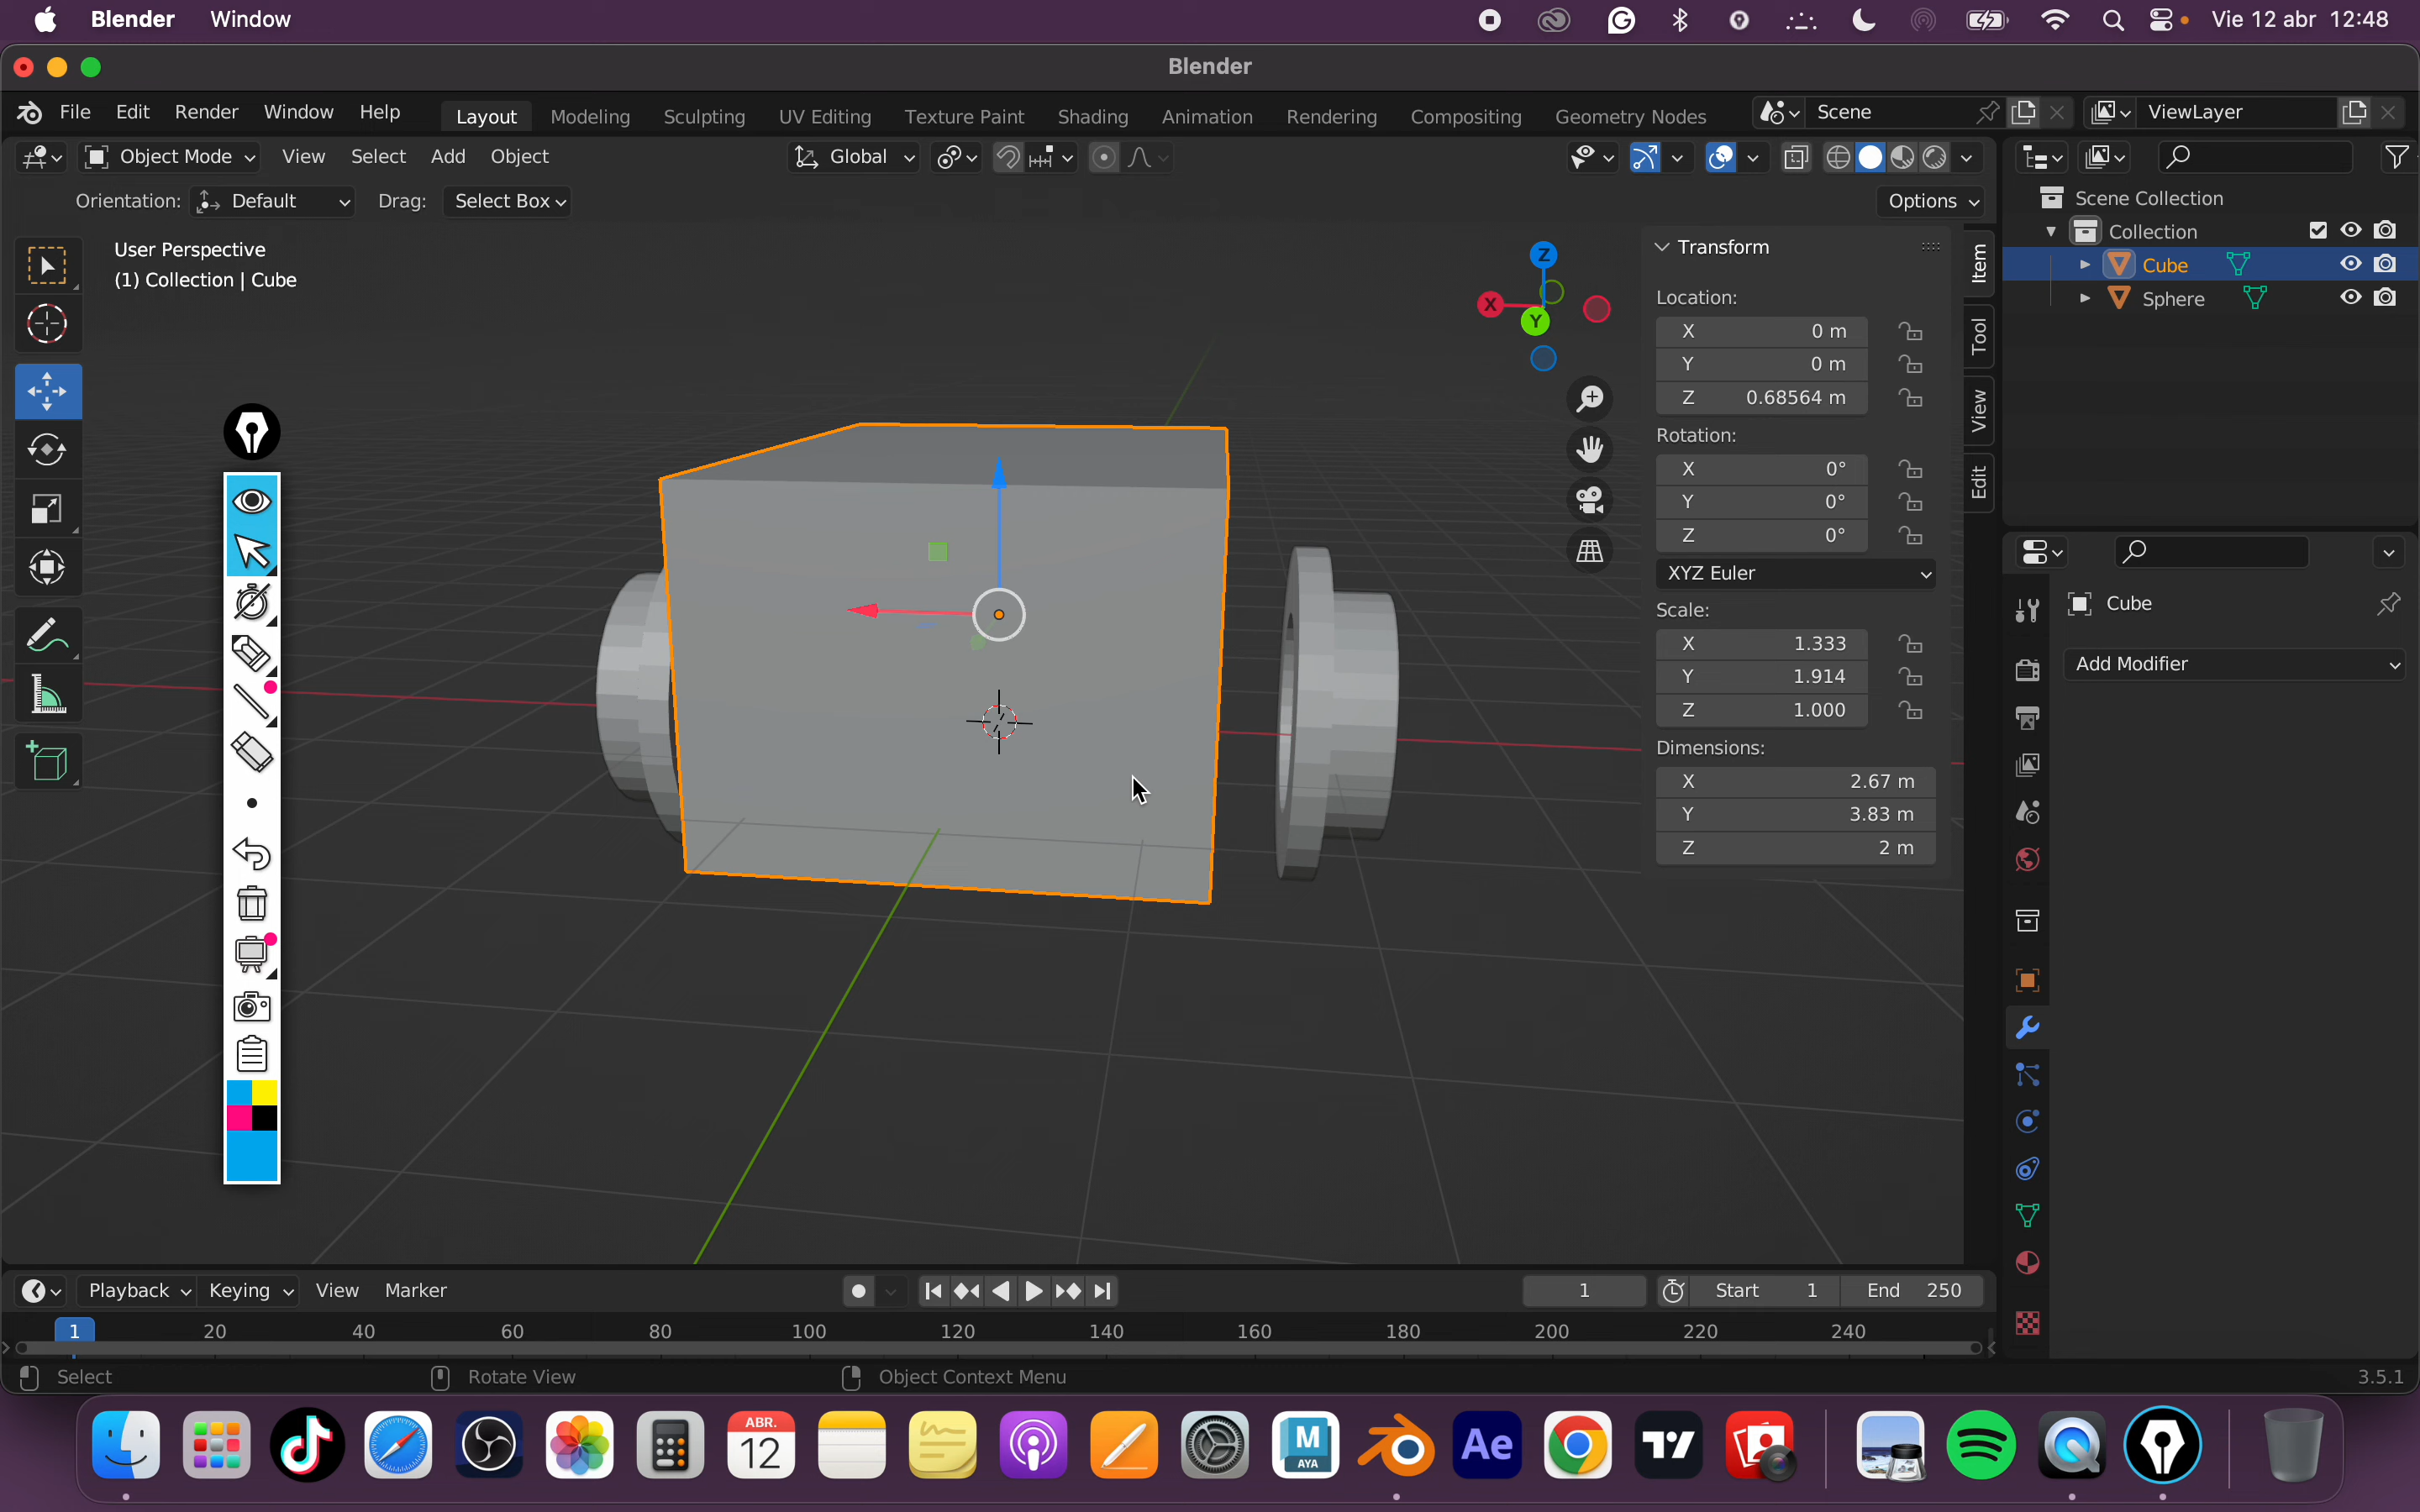 Blender Window Vie 12 abr 12:48
Blender
File Edit Render Window Help Layout Modeling Sculpting UV Editing Texture Paint Shading Animation Rendering Compositing Geometry Nodes Scene ViewLayer
Object Mode View Select Add Object Global
Orientation: Default Drag: Select Box Options
User Perspective
(1) Collection | Cube
Z
X
Y
Transform
Location:
X 0 m
Y 0 m
Z 0.68564 m
Rotation:
X 0°
Y 0°
Z 0°
XYZ Euler
Scale:
X 1.333
Y 1.914
Z 1.000
Dimensions:
X 2.67 m
Y 3.83 m
Z 2 m
Item
Tool
View
Edit
Scene Collection
Collection
Cube
Sphere
Cube
Add Modifier
Playback Keying View Marker 1 Start 1 End 250
1 20 40 60 80 100 120 140 160 180 200 220 240
Select Rotate View Object Context Menu 3.5.1
ABR.
12
M
AYA
Ae